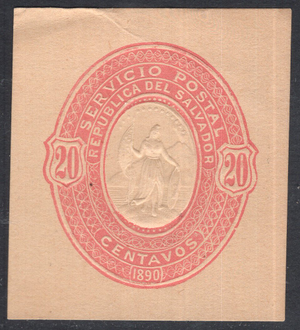 SERVICIO POSTAL
REPUBLICA DEL SALVADOR
20
20
CENTAVOS
1890